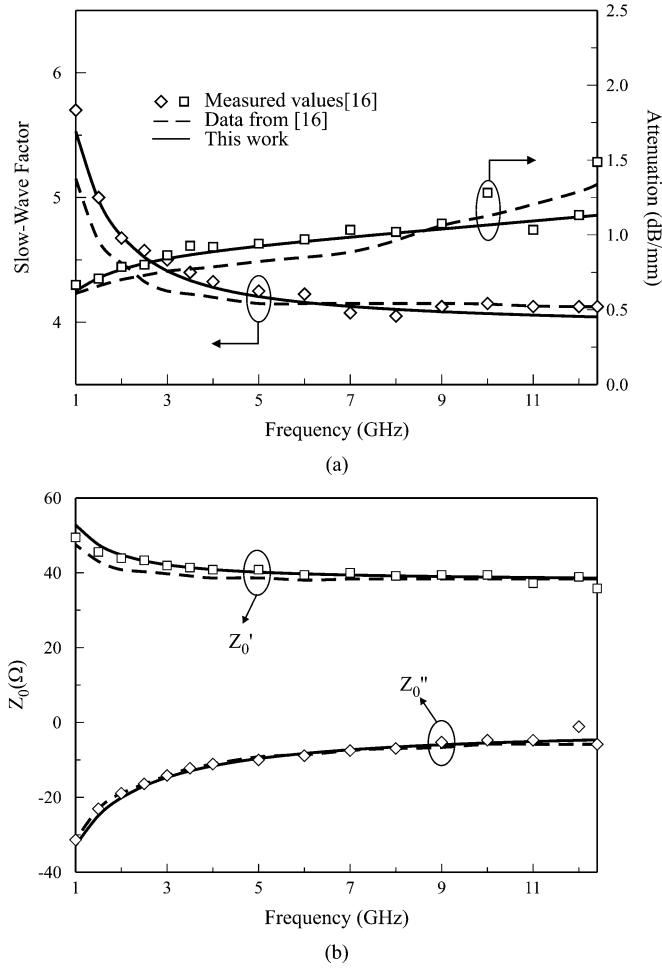 2.5
6
2.0
Measured values[16]
Data from [16]
This work
1.5
5
1.0
4
0.5
0.0
1 3 5 7 9 11
Slow-Wave Factor
Attenuation (dB/mm)
Frequency (GHz)
(a)
60
40
20
Z₀'
Z₀"
0
-20
-40
Z₀(Ω)
1 3 5 7 9 11
Frequency (GHz)
(b)